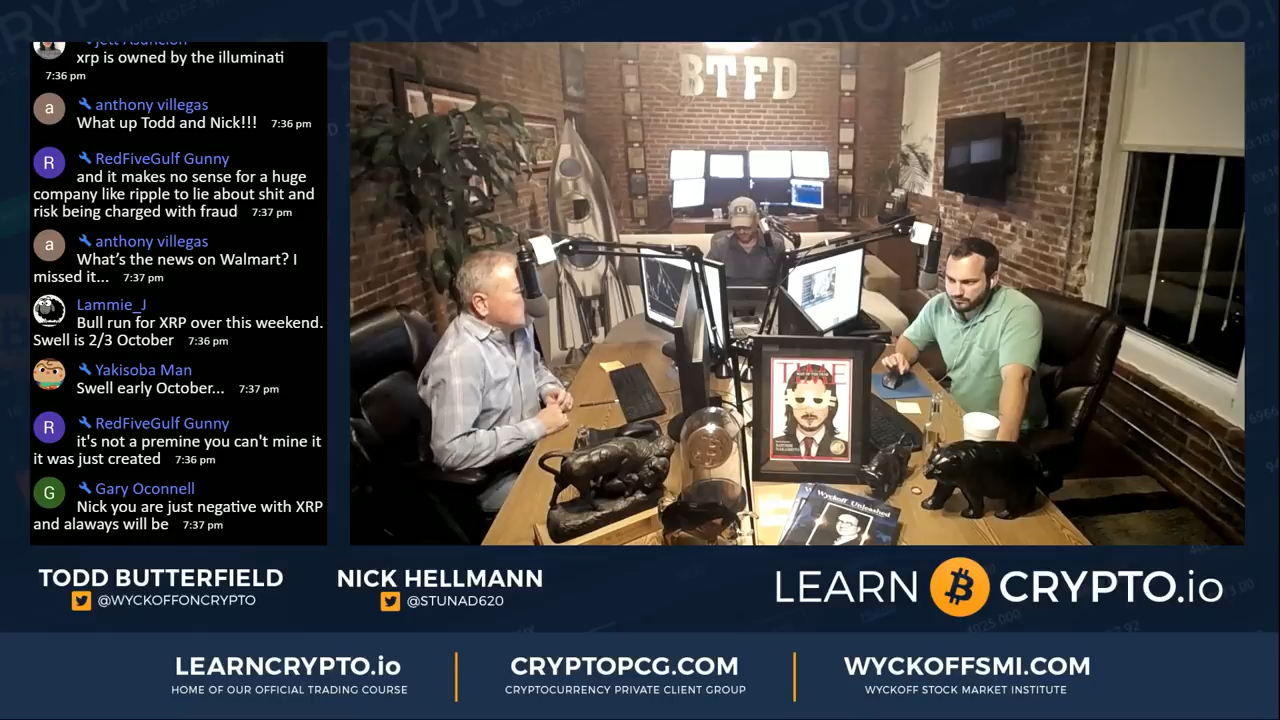 Jett Asuncion
xrp is owned by the illuminati
7:36 pm
a anthony villegas
What up Todd and Nick!!! 7:36 pm
R RedFiveGulf Gunny
and it makes no sense for a huge
company like ripple to lie about shit and
risk being charged with fraud 7:37 pm
a anthony villegas
What's the news on Walmart? I
missed it... 7:37 pm
Lammie_J
Bull run for XRP over this weekend.
Swell is 2/3 October 7:36 pm
Yakisoba Man
Swell early October... 7:37 pm
R RedFiveGulf Gunny
it's not a premine you can't mine it
it was just created 7:36 pm
G Gary Oconnell
Nick you are just negative with XRP
and alaways will be 7:37 pm
BTFD
TIME
Wyckoff Unleashed
TODD BUTTERFIELD
@WYCKOFFONCRYPTO
NICK HELLMANN
@STUNAD620
LEARN CRYPTO.io
LEARNCRYPTO.io
HOME OF OUR OFFICIAL TRADING COURSE
CRYPTOPCG.COM
CRYPTOCURRENCY PRIVATE CLIENT GROUP
WYCKOFFSMI.COM
WYCKOFF STOCK MARKET INSTITUTE